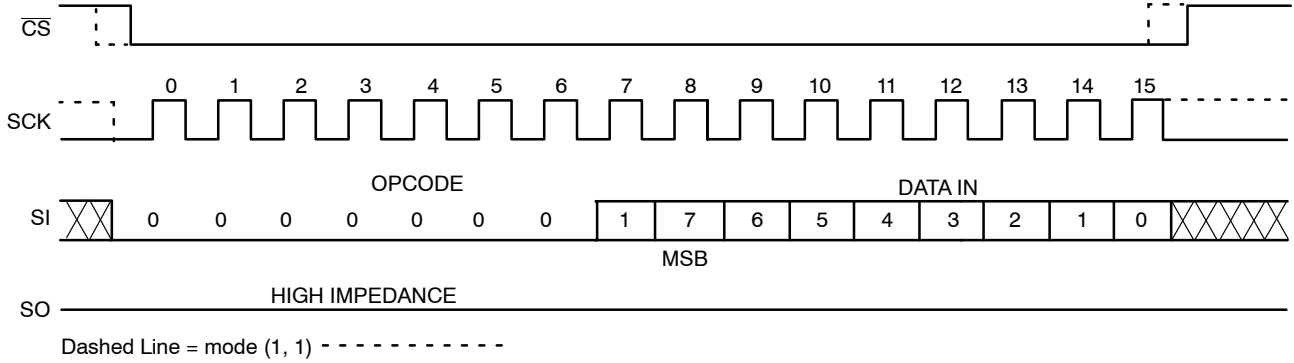 CS
0 1 2 3 4 5 6 7 8 9 10 11 12 13 14 15
SCK
OPCODE DATA IN
SI 0 0 0 0 0 0 0 1 7 6 5 4 3 2 1 0
MSB
HIGH IMPEDANCE
SO
Dashed Line = mode (1, 1)